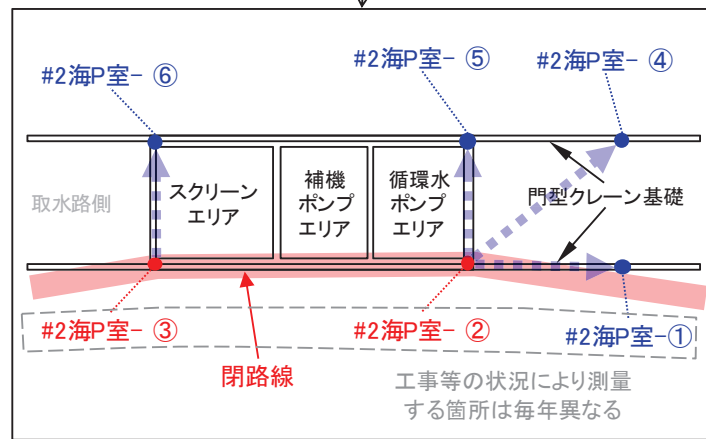 #2海P室- ⑥
#2海P室- ⑤
#2海P室- ④
取水路側
スクリーン
エリア
補機
ポンプ
エリア
循環水
ポンプ
エリア
門型クレーン基礎
#2海P室- ③
#2海P室- ②
#2海P室-①
閉路線
工事等の状況により測量
する箇所は毎年異なる